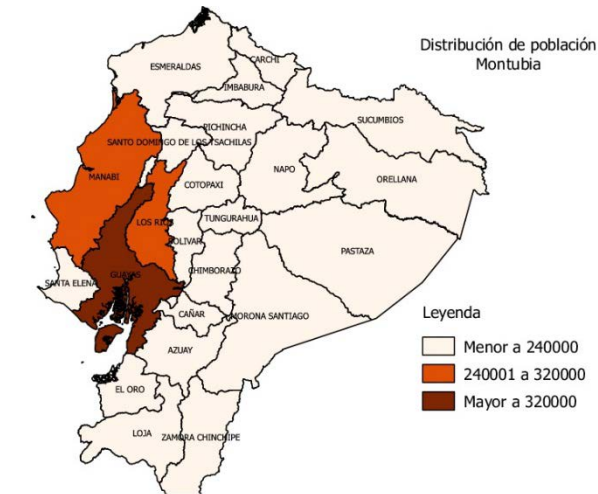 Distribución de población
Montubia
ESMERALDAS
CARCHI
IMBABURA
PICHINCHA
SUCUMBIOS
SANTO DOMINGO DE LOS TSACHILAS
MANABI
COTOPAXI
NAPO
ORELLANA
LOS RIOS
TUNGURAHUA
BOLIVAR
PASTAZA
SANTA ELENA
GUAYAS
CHIMBORAZO
CAÑAR
MORONA SANTIAGO
AZUAY
EL ORO
LOJA
ZAMORA CHINCHIPE
Leyenda
Menor a 240000
240001 a 320000
Mayor a 320000